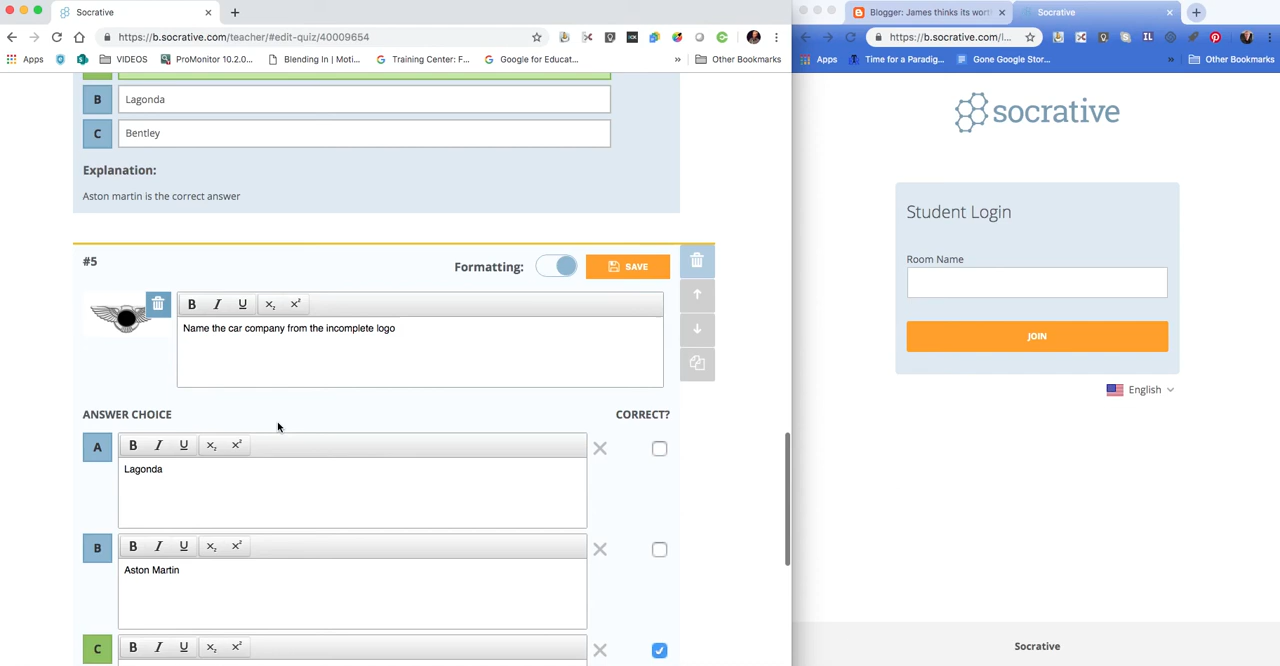 Socrative
https://b.socrative.com/teacher/#edit-quiz/40009654
Apps
VIDEOS
ProMonitor 10.2.0...
Blending In | Moti...
Training Center: F...
Google for Educat...
»
Other Bookmarks
B
Lagonda
C
Bentley
Explanation:
Aston martin is the correct answer
#5
Formatting:
SAVE
B I U x₂ x²
Name the car company from the incomplete logo
ANSWER CHOICE
CORRECT?
A
B I U x₂ x²
Lagonda
B
B I U x₂ x²
Aston Martin
C
B I U x₂ x²
Blogger: James thinks its wort
Socrative
https://b.socrative.com/l...
Apps
Time for a Paradig...
Gone Google Stor...
»
Other Bookmarks
socrative
Student Login
Room Name
JOIN
English
Socrative